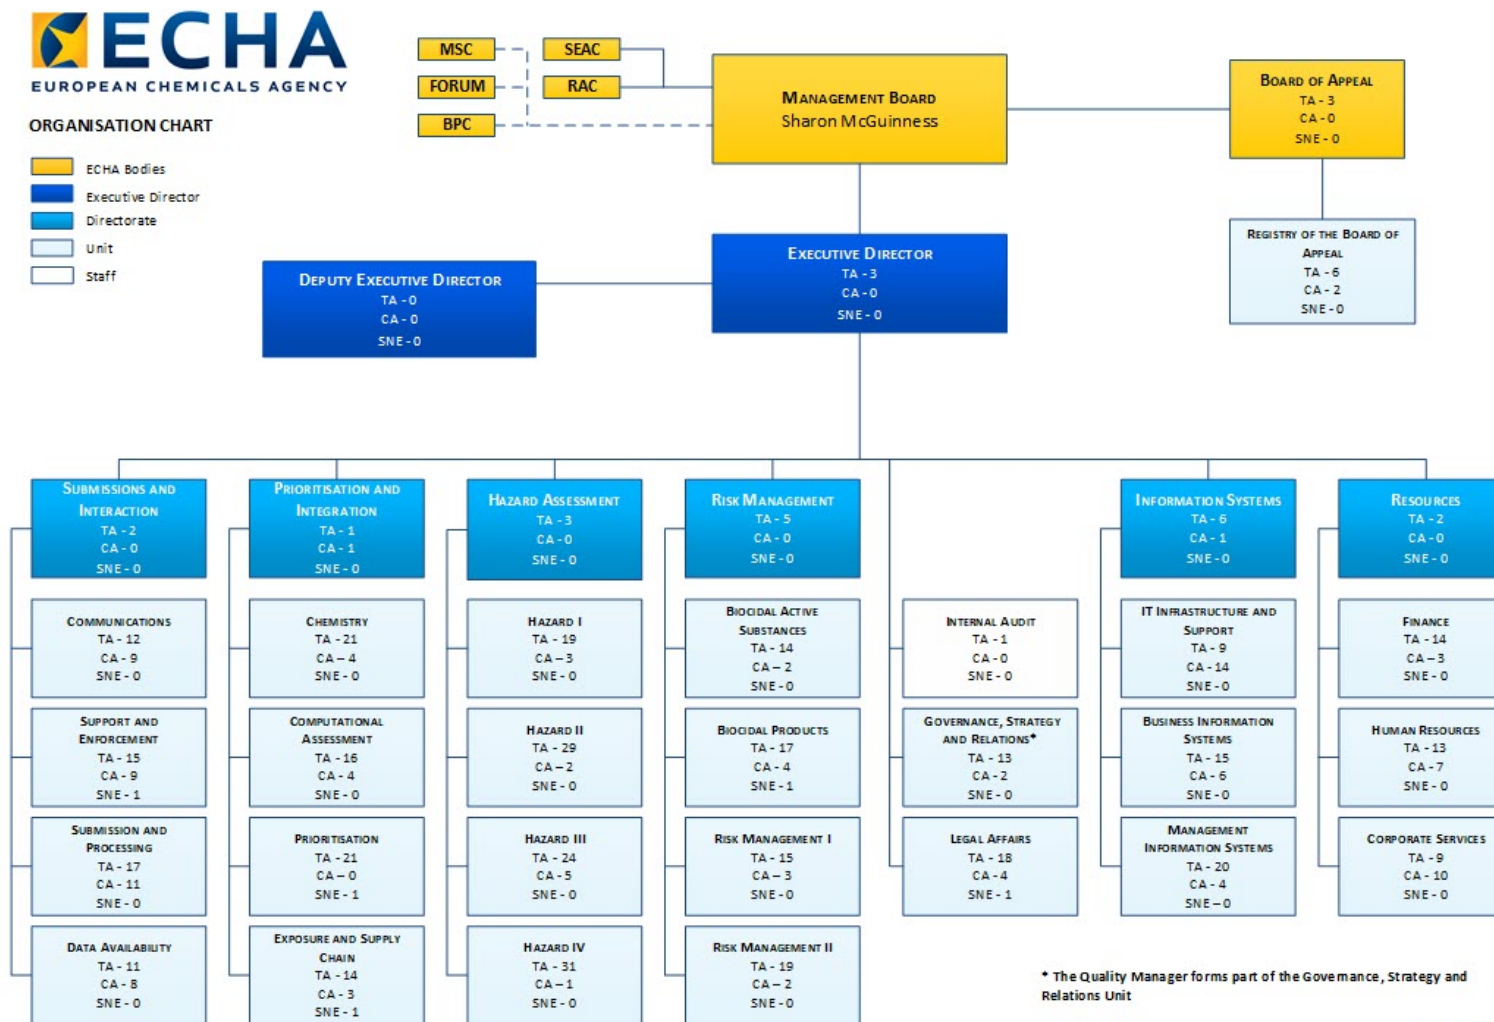 ECHA
EUROPEAN CHEMICALS AGENCY
ORGANISATION CHART
ECHA Bodies
Executive Director
Directorate
Unit
Staff
MSC
FORUM
BPC
SEAC
RAC
MANAGEMENT BOARD
Sharon McGuinness
BOARD OF APPEAL
TA - 3
CA - 0
SNE - 0
REGISTRY OF THE BOARD OF
APPEAL
TA - 6
CA - 2
SNE - 0
EXECUTIVE DIRECTOR
TA - 3
CA - 0
SNE - 0
DEPUTY EXECUTIVE DIRECTOR
TA - 0
CA - 0
SNE - 0
SUBMISSIONS AND
INTERACTION
TA - 2
CA - 0
SNE - 0
COMMUNICATIONS
TA - 12
CA - 9
SNE - 0
SUPPORT AND
ENFORCEMENT
TA - 15
CA - 9
SNE - 1
SUBMISSION AND
PROCESSING
TA - 17
CA - 11
SNE - 0
DATA AVAILABILITY
TA - 11
CA - 8
SNE - 0
PRIORITISATION AND
INTEGRATION
TA - 1
CA - 1
SNE - 0
CHEMISTRY
TA - 21
CA – 4
SNE - 0
COMPUTATIONAL
ASSESSMENT
TA - 16
CA - 4
SNE - 0
PRIORITISATION
TA - 21
CA – 0
SNE - 1
EXPOSURE AND SUPPLY
CHAIN
TA - 14
CA – 3
SNE - 1
HAZARD ASSESSMENT
TA - 3
CA - 0
SNE - 0
HAZARD I
TA - 19
CA – 3
SNE - 0
HAZARD II
TA - 29
CA – 2
SNE - 0
HAZARD III
TA - 24
CA - 5
SNE - 0
HAZARD IV
TA - 31
CA – 1
SNE - 0
RISK MANAGEMENT
TA - 5
CA - 0
SNE - 0
BIOCIDAL ACTIVE
SUBSTANCES
TA - 14
CA – 2
SNE - 0
BIOCIDAL PRODUCTS
TA - 17
CA - 4
SNE - 1
RISK MANAGEMENT I
TA - 15
CA – 3
SNE - 0
RISK MANAGEMENT II
TA - 19
CA – 2
SNE - 0
INTERNAL AUDIT
TA - 1
CA - 0
SNE - 0
GOVERNANCE, STRATEGY
AND RELATIONS*
TA - 13
CA - 2
SNE - 0
LEGAL AFFAIRS
TA - 18
CA - 4
SNE - 1
INFORMATION SYSTEMS
TA - 6
CA - 1
SNE - 0
IT INFRASTRUCTURE AND
SUPPORT
TA - 9
CA - 14
SNE - 0
BUSINESS INFORMATION
SYSTEMS
TA - 15
CA - 6
SNE - 0
MANAGEMENT
INFORMATION SYSTEMS
TA - 20
CA - 4
SNE – 0
RESOURCES
TA - 2
CA - 0
SNE - 0
FINANCE
TA - 14
CA – 3
SNE - 0
HUMAN RESOURCES
TA - 13
CA - 7
SNE - 0
CORPORATE SERVICES
TA - 9
CA - 10
SNE - 0
* The Quality Manager forms part of the Governance, Strategy and
Relations Unit